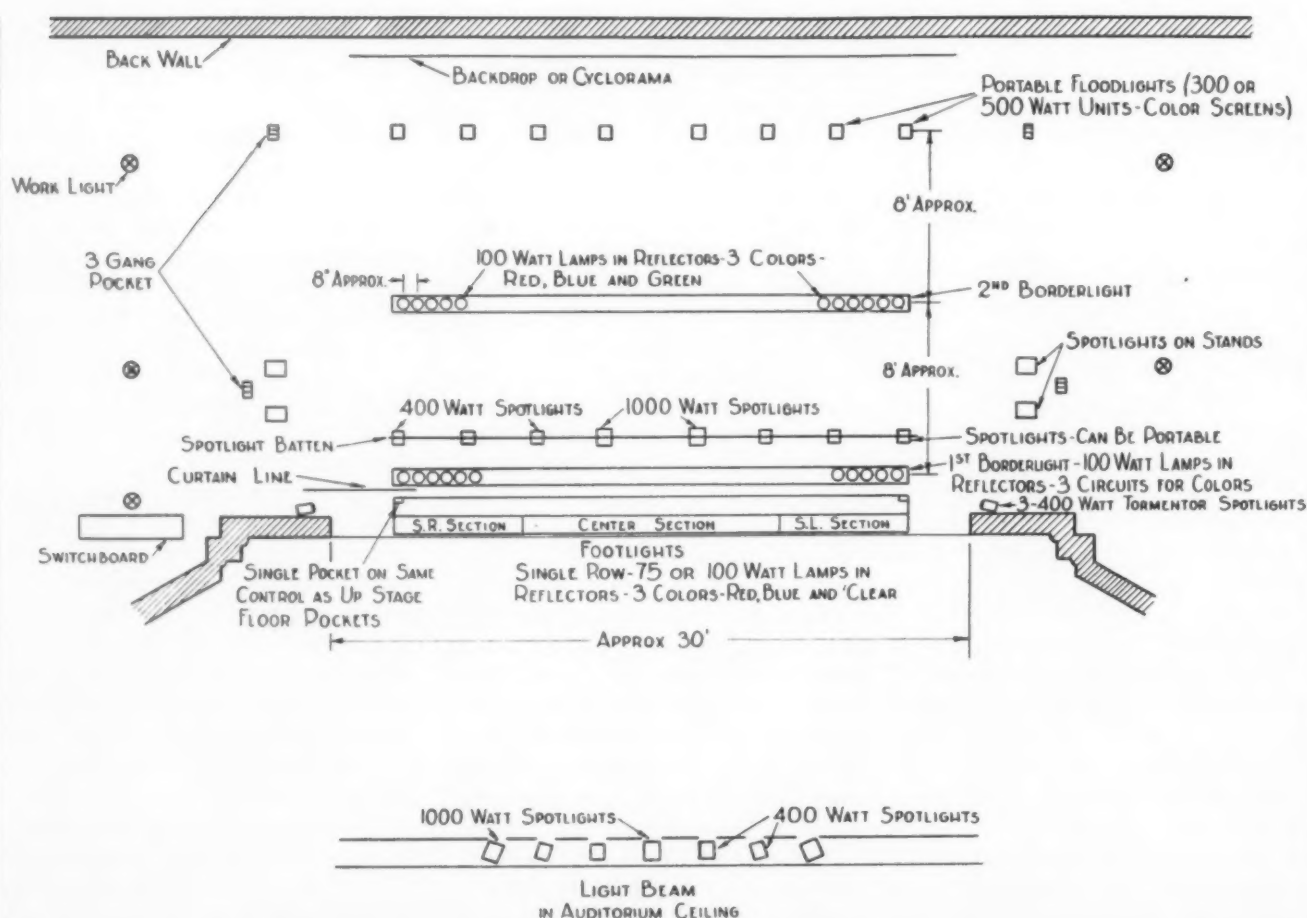 BACK WALL
BACKDROP OR CYCLORAMA
PORTABLE FLOODLIGHTS (300 OR
500 WATT UNITS-COLOR SCREENS)
WORK LIGHT
8' APPROX.
3 GANG
POCKET
8" APPROX.
100 WATT LAMPS IN REFLECTORS-3 COLORS-
RED, BLUE AND GREEN
2ND BORDERLIGHT
SPOTLIGHTS ON STANDS
8' APPROX.
400 WATT SPOTLIGHTS
1000 WATT SPOTLIGHTS
SPOTLIGHT BATTEN
SPOTLIGHTS-CAN BE PORTABLE
CURTAIN LINE
1ST BORDERLIGHT-100 WATT LAMPS IN
REFLECTORS-3 CIRCUITS FOR COLORS
3-400 WATT TORMENTOR SPOTLIGHTS
SWITCHBOARD
S.R. SECTION
CENTER SECTION
S.L. SECTION
FOOTLIGHTS
SINGLE ROW-75 OR 100 WATT LAMPS IN
REFLECTORS-3 COLORS-RED, BLUE AND 'CLEAR
SINGLE POCKET ON SAME
CONTROL AS UP STAGE
FLOOR POCKETS
APPROX 30'
1000 WATT SPOTLIGHTS
400 WATT SPOTLIGHTS
LIGHT BEAM
IN AUDITORIUM CEILING